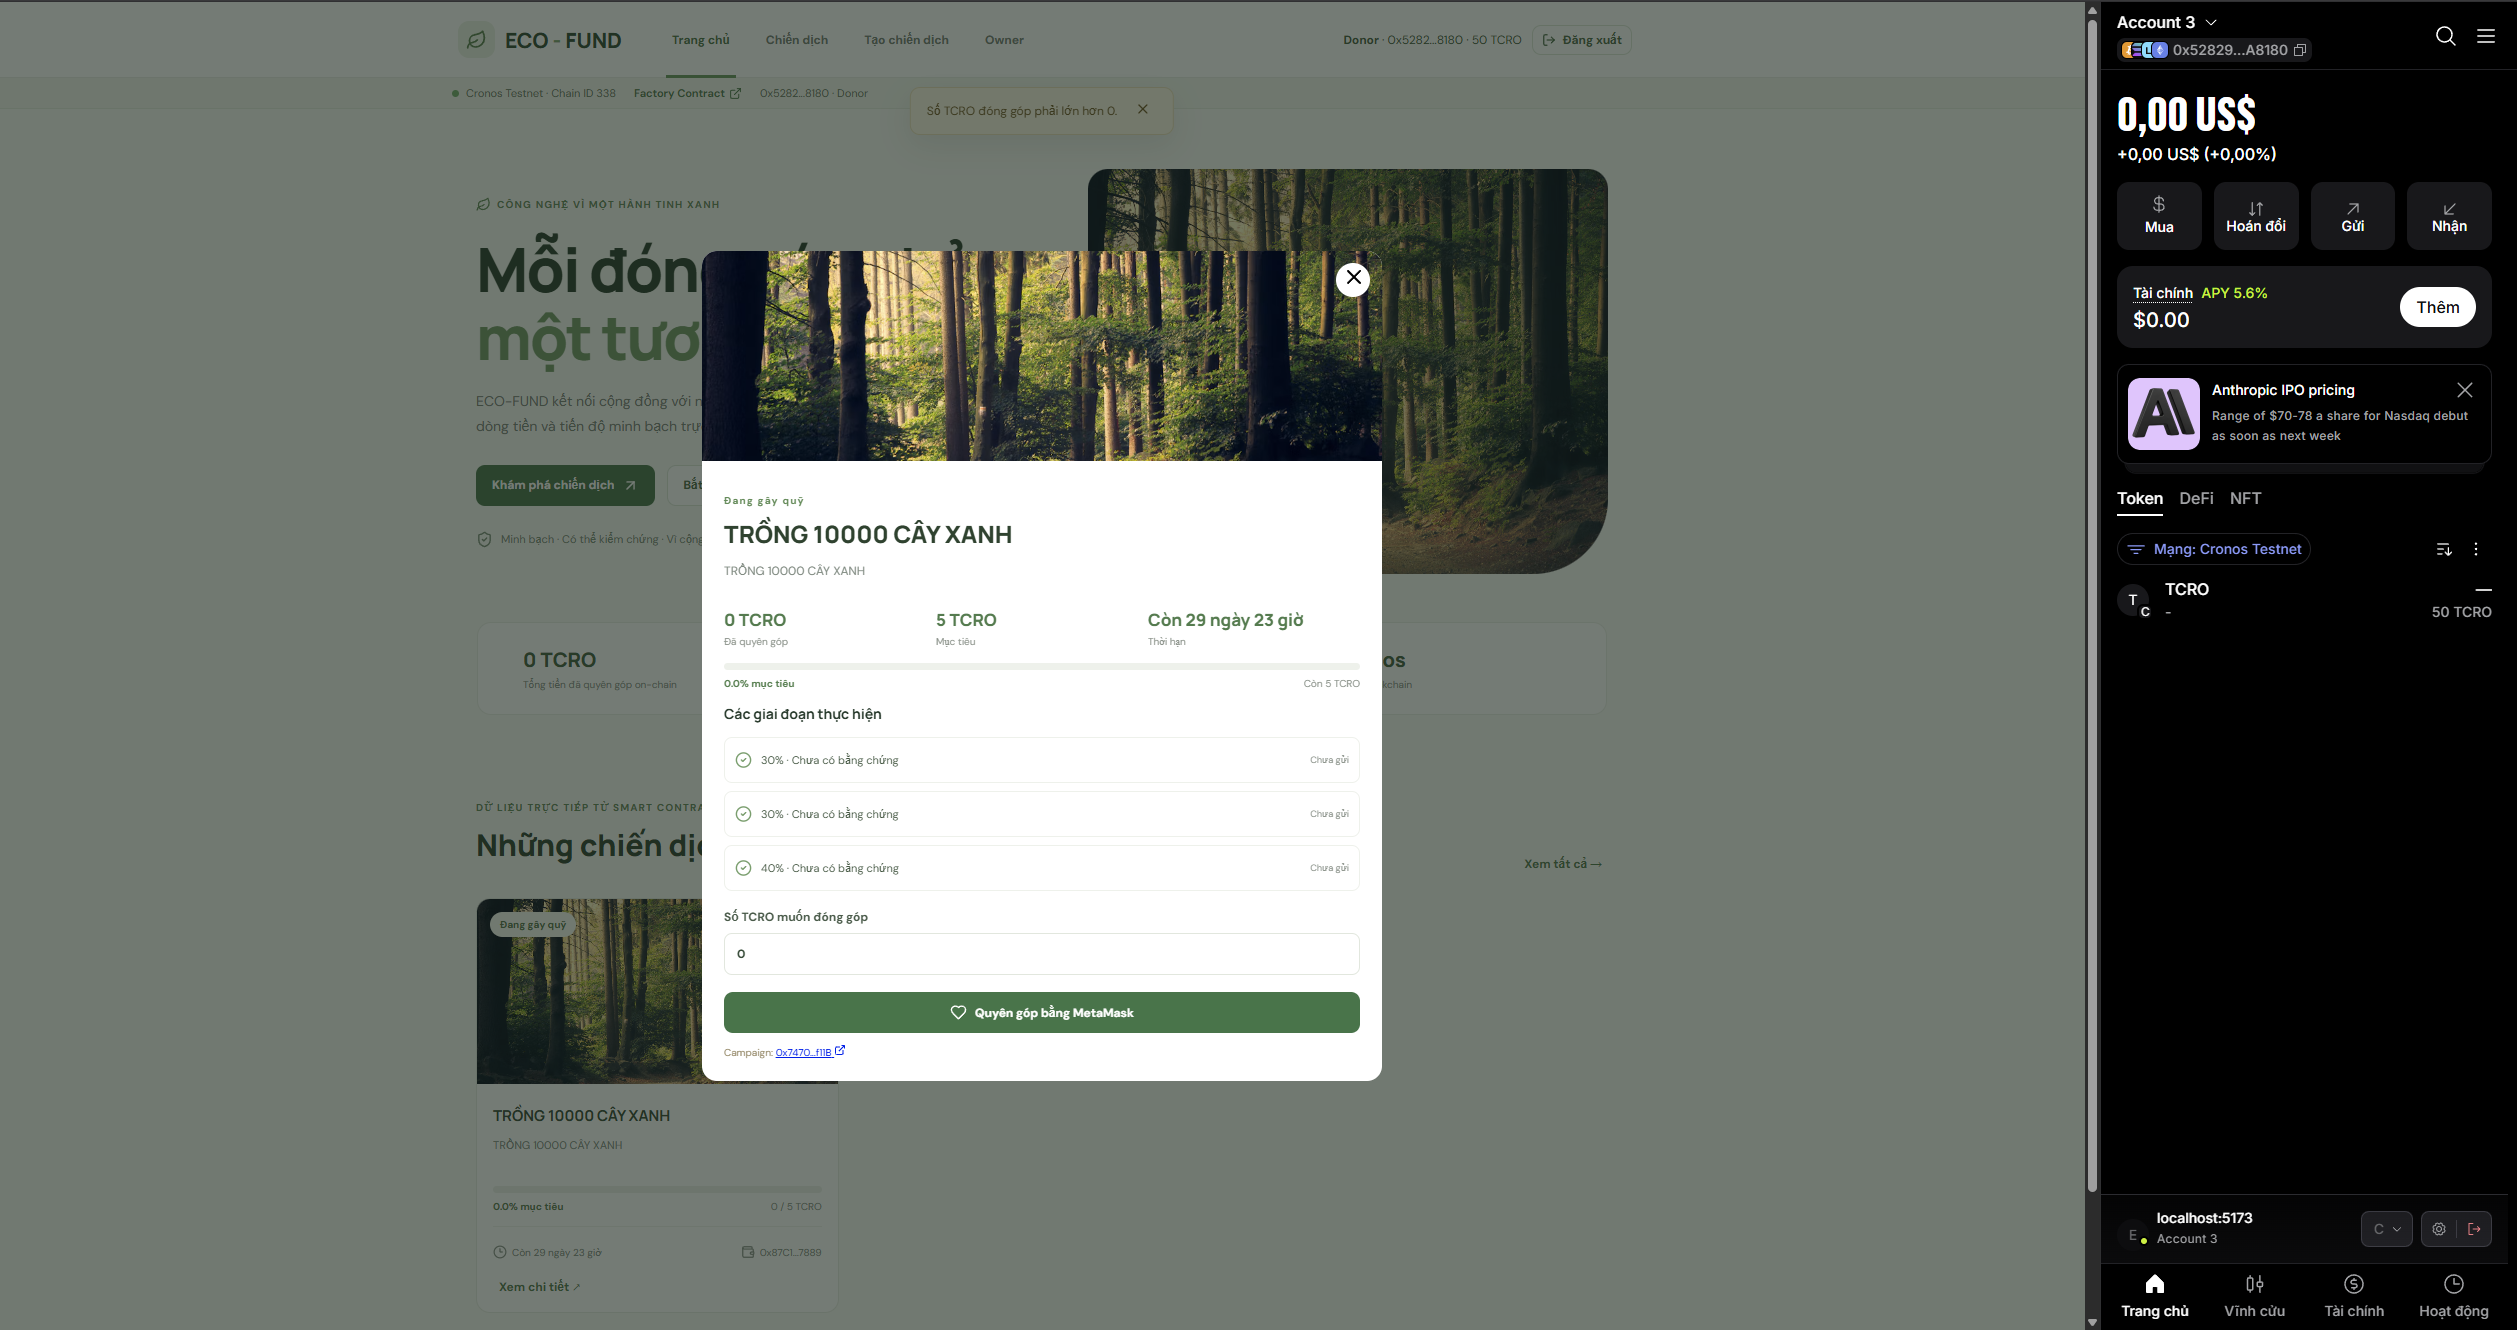 ECO - FUND
Trang chủ
Chiến dịch
Tạo chiến dịch
Owner
Donor · 0x5282...8180 · 50 TCRO
Đăng xuất
Cronos Testnet · Chain ID 338
Factory Contract
0x5282...8180 · Donor
Số TCRO đóng góp phải lớn hơn 0.
CÔNG NGHỆ VÌ MỘT HÀNH TINH XANH
Mỗi đón
một tươ
ECO-FUND kết nối cộng đồng với
dòng tiền và tiến độ minh bạch
Khám phá chiến dịch
Bắt
Minh bạch · Có thể kiểm chứng · Vì cộng
0 TCRO
Tổng tiền đã quyên góp on-chain
os
kchain
DỮ LIỆU TRỰC TIẾP TỪ SMART CONTRA
Những chiến dị
Xem tất cả →
Đang gây quỹ
TRỒNG 10000 CÂY XANH
TRỒNG 10000 CÂY XANH
0.0% mục tiêu
0 / 5 TCRO
Còn 29 ngày 23 giờ
0x87C1...7889
Xem chi tiết ↗
Đang gây quỹ
TRỒNG 10000 CÂY XANH
TRỒNG 10000 CÂY XANH
0 TCRO
Đã quyên góp
5 TCRO
Mục tiêu
Còn 29 ngày 23 giờ
Thời hạn
0.0% mục tiêu
Còn 5 TCRO
Các giai đoạn thực hiện
30% · Chưa có bằng chứng
Chưa gửi
30% · Chưa có bằng chứng
Chưa gửi
40% · Chưa có bằng chứng
Chưa gửi
Số TCRO muốn đóng góp
0
Quyên góp bằng MetaMask
Campaign: 0x7470...f11B
Account 3
0x52829...A8180
0,00 US$
+0,00 US$ (+0,00%)
Mua
Hoán đổi
Gửi
Nhận
Tài chính APY 5.6%
$0.00
Thêm
Anthropic IPO pricing
Range of $70-78 a share for Nasdaq debut
as soon as next week
Token
DeFi
NFT
Mạng: Cronos Testnet
T
C
TCRO
—
-
50 TCRO
E
localhost:5173
Account 3
C
Trang chủ
Vĩnh cửu
Tài chính
Hoạt động